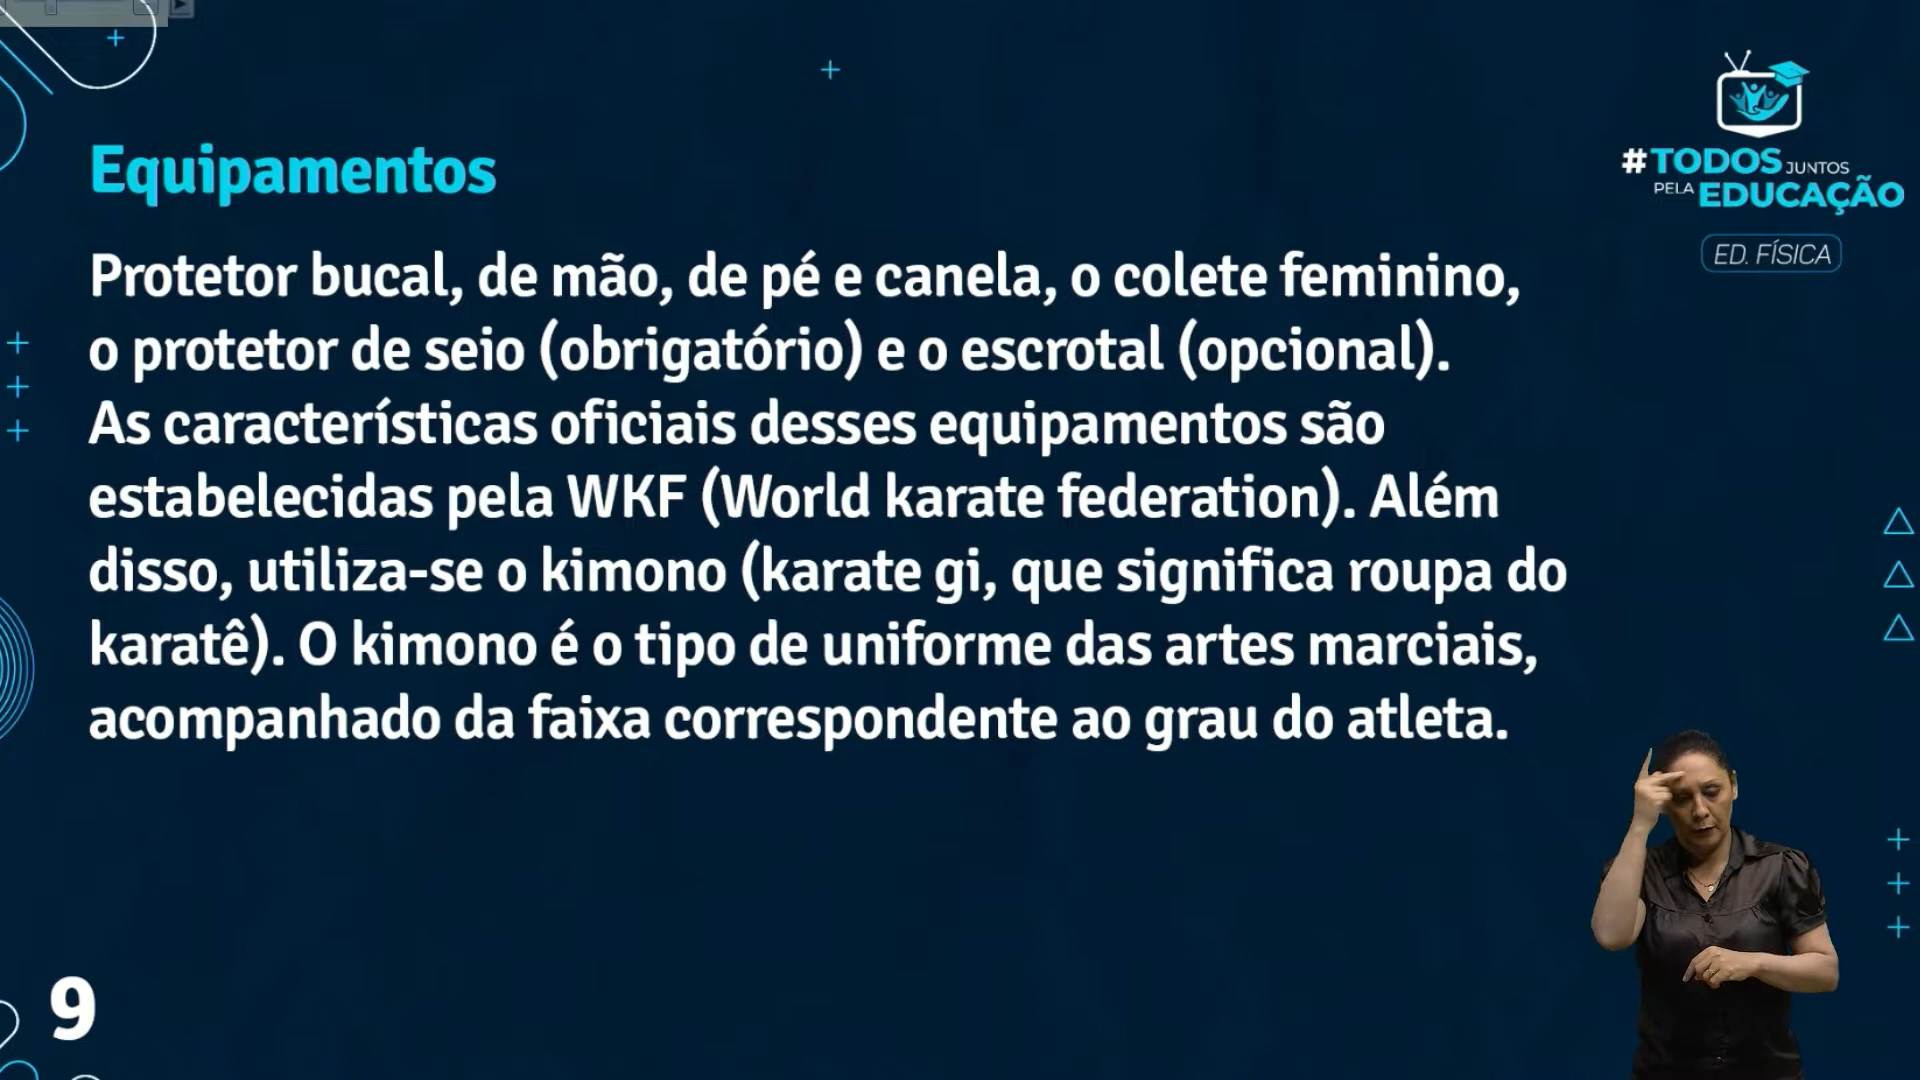 Equipamentos
Protetor bucal, de mão, de pé e canela, o colete feminino,
o protetor de seio (obrigatório) e o escrotal (opcional).
As características oficiais desses equipamentos são
estabelecidas pela WKF (World karate federation). Além
disso, utiliza-se o kimono (karate gi, que significa roupa do
karatê). O kimono é o tipo de uniforme das artes marciais,
acompanhado da faixa correspondente ao grau do atleta.
#TODOS JUNTOS
PELA EDUCAÇÃO
ED. FÍSICA
9